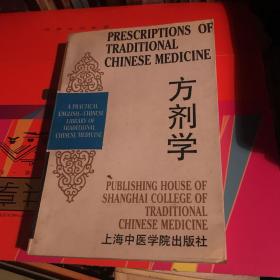 PRESCRIPTIONS OF
TRADITIONAL
CHINESE MEDICINE
A PRACTICAL
ENGLISH-CHINESE
LIBRARY OF
TRADITIONAL
CHINESE MEDICINE
方剂学
PUBLISHING HOUSE OF
SHANGHAI COLLEGE OF
TRADITIONAL
CHINESE MEDICINE
上海中医学院出版社